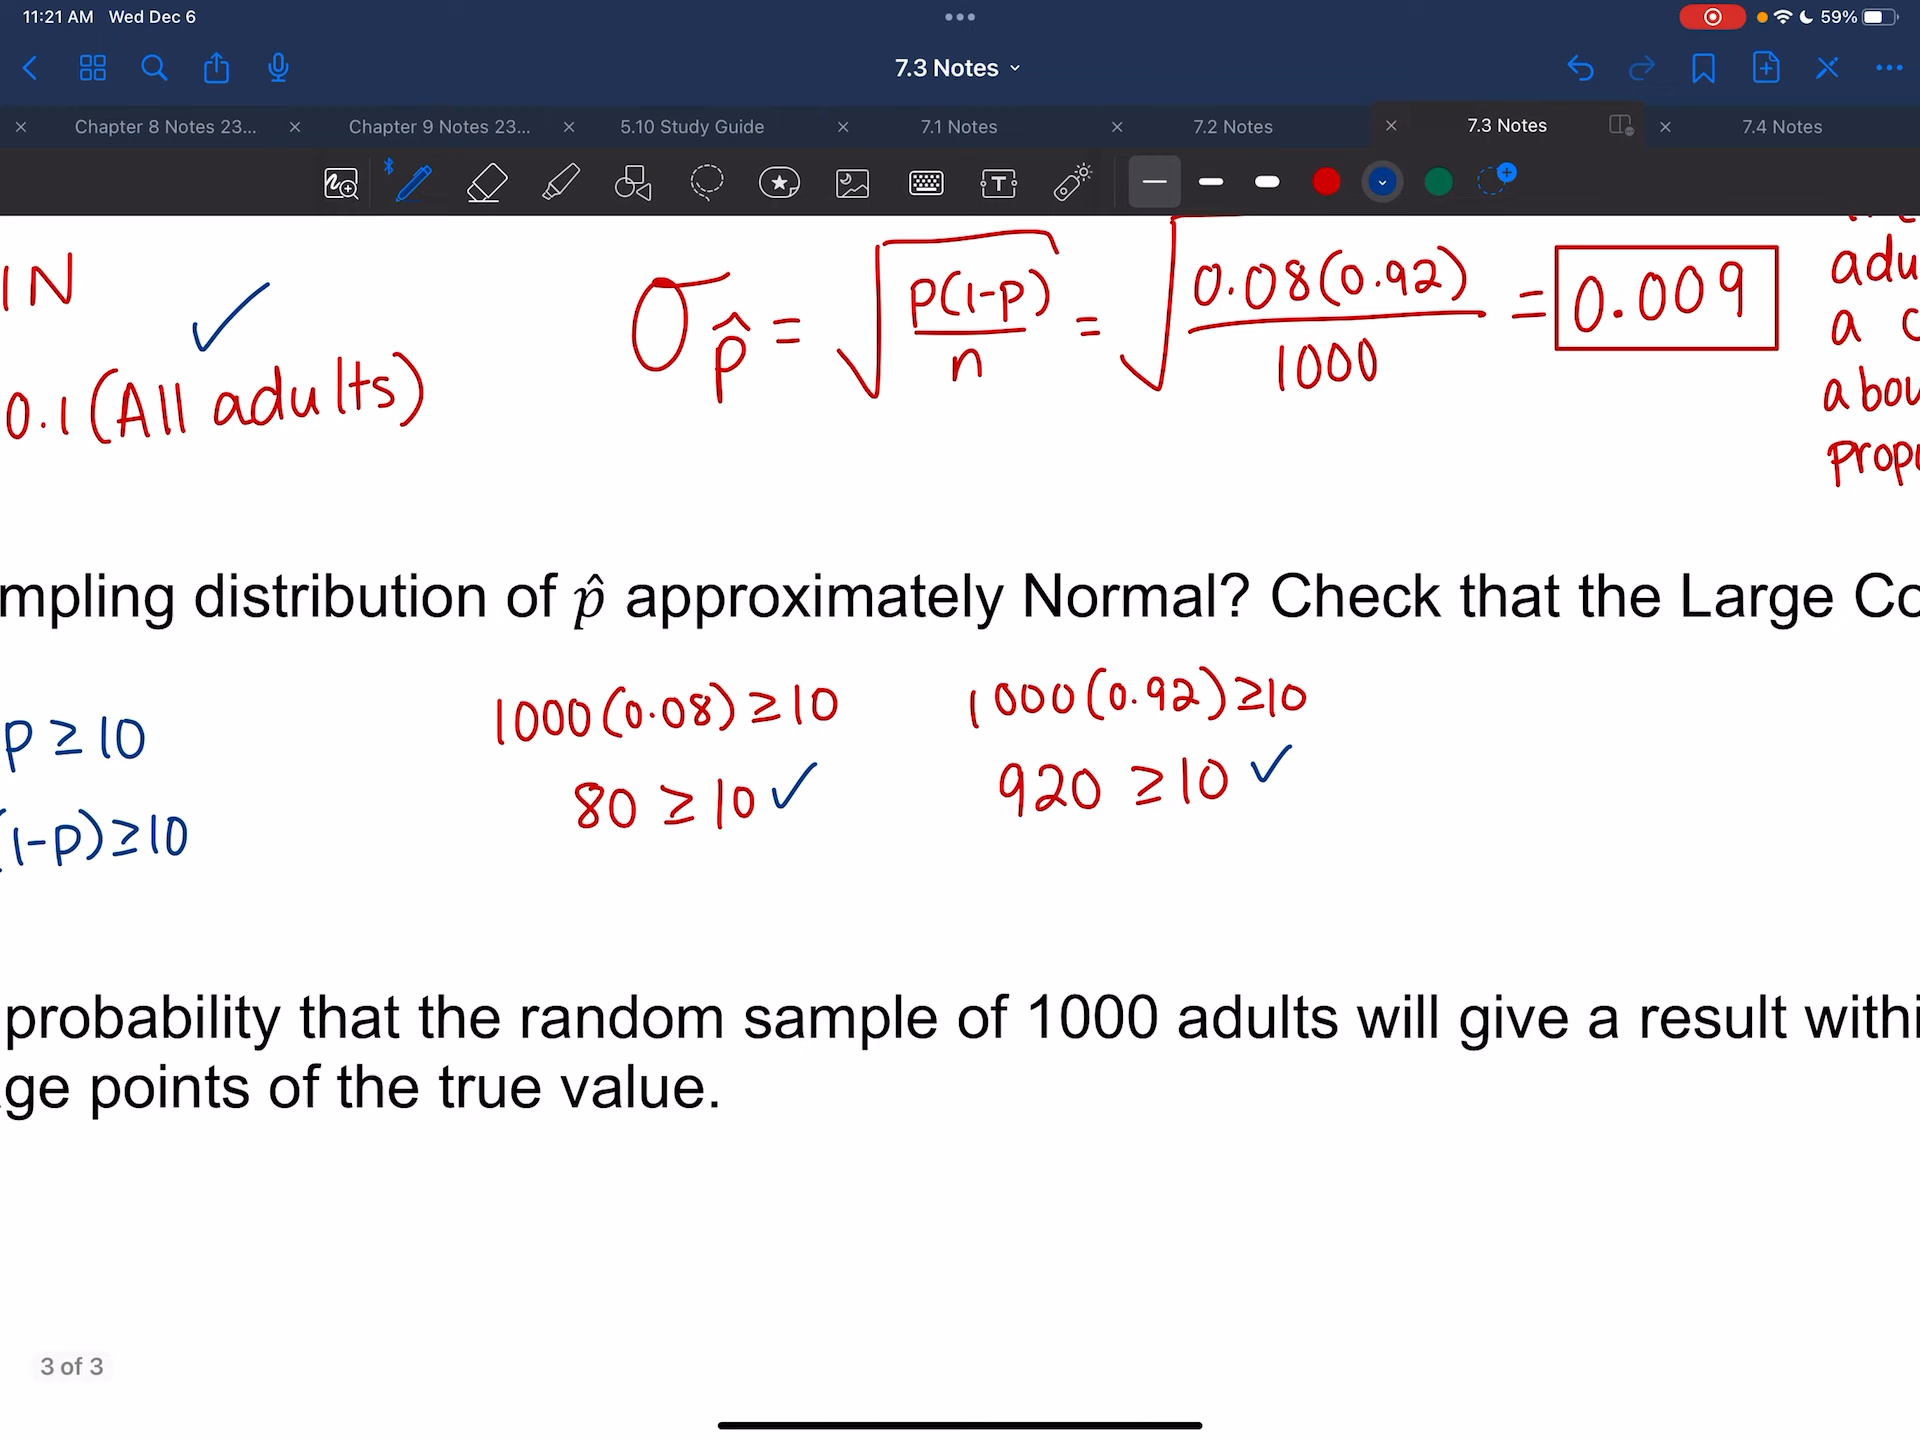 11:21 AM Wed Dec 6
59%
7.3 Notes
Chapter 8 Notes 23...
Chapter 9 Notes 23...
5.10 Study Guide
7.1 Notes
7.2 Notes
7.3 Notes
7.4 Notes
IN
0.1 (All adults)
σ p̂ = √ p(1-p) / n = √ 0.08(0.92) / 1000 = 0.009
adu
a c
abou
prop
mpling distribution of p̂ approximately Normal? Check that the Large Co
p ≥ 10
(1-p) ≥ 10
1000(0.08) ≥ 10
80 ≥ 10 ✓
1000(0.92) ≥ 10
920 ≥ 10 ✓
probability that the random sample of 1000 adults will give a result withi
ge points of the true value.
3 of 3